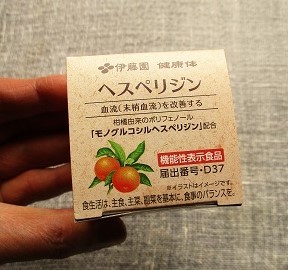 伊藤園 健康体
ヘスペリジン
血流(末梢血流)を改善する
柑橘由来のポリフェノール
「モノグルコシルヘスペリジン」配合
機能性表示食品
届出番号・D37
※イラストはイメージです。
食生活は、主食、主菜、副菜を基本に、食事のバランスを。